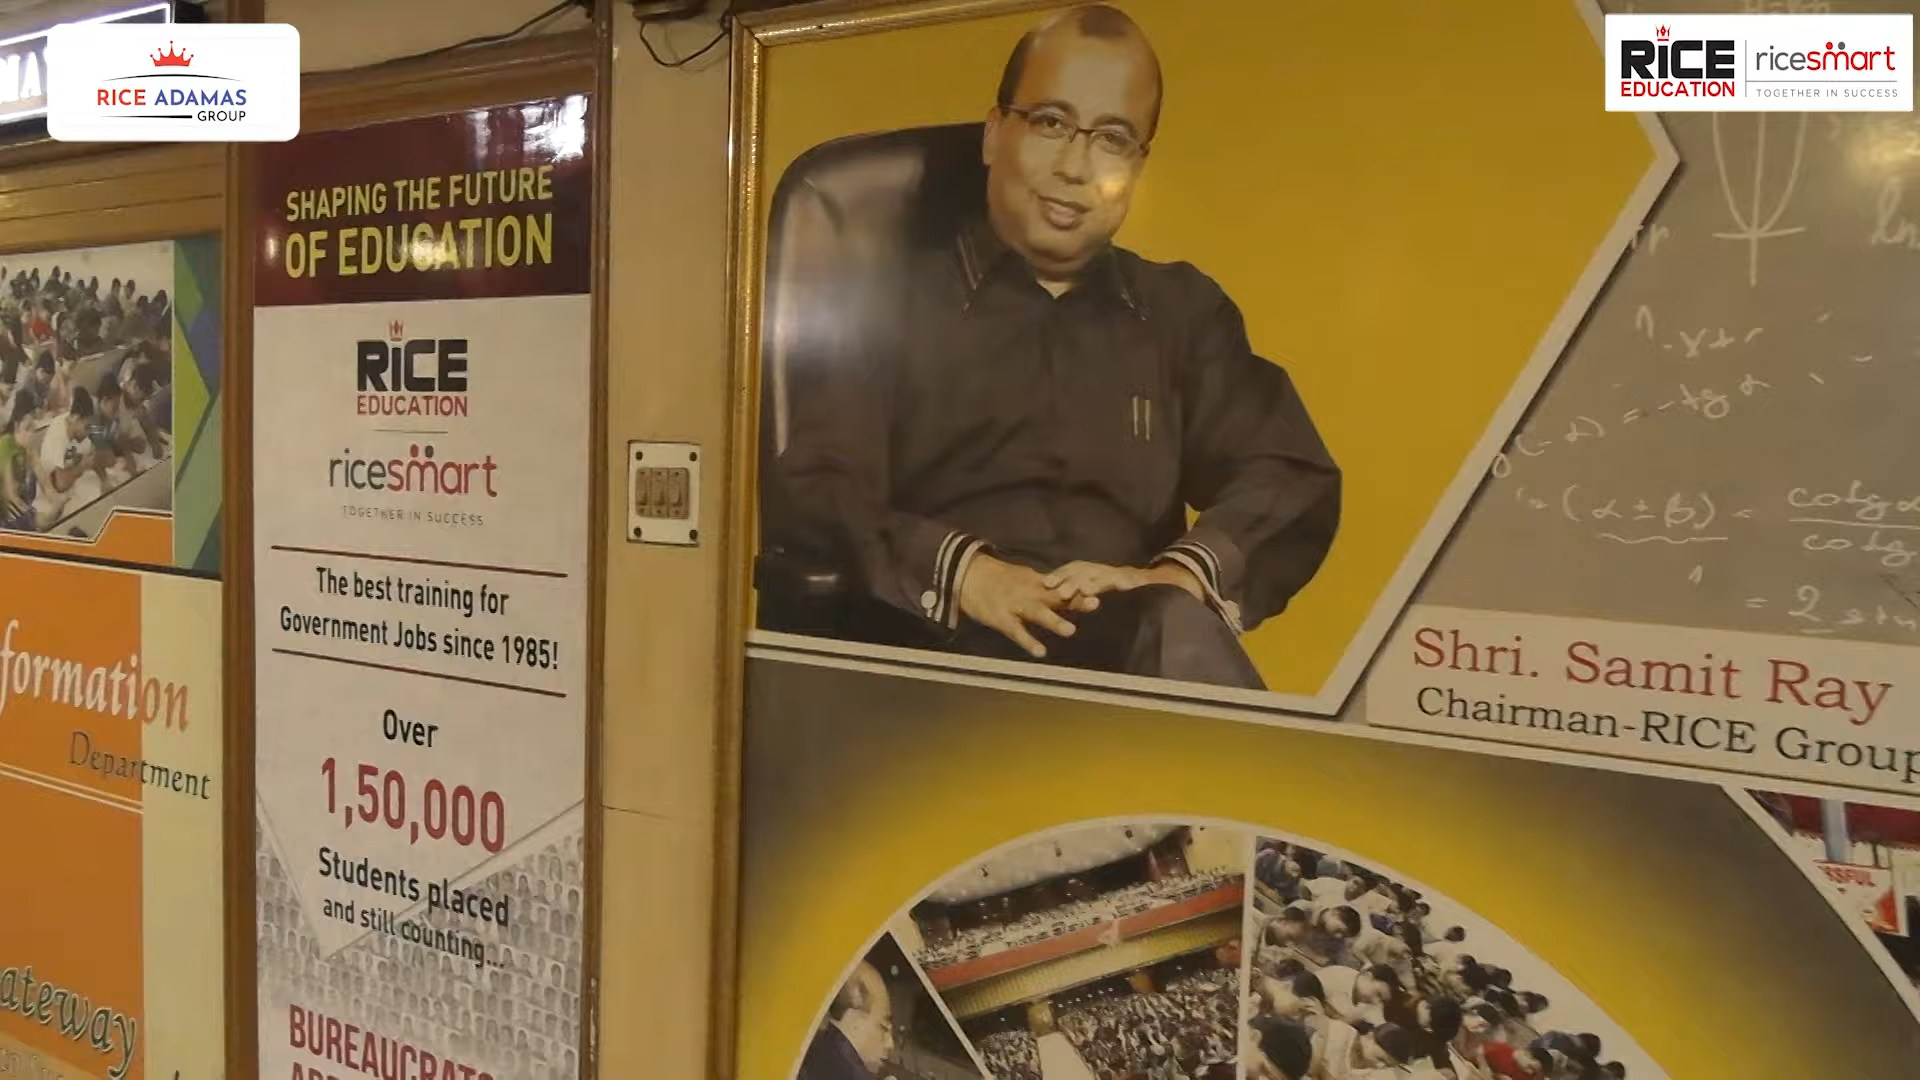 RICE ADAMAS
GROUP
RICE
EDUCATION
ricesmart
TOGETHER IN SUCCESS
SHAPING THE FUTURE
OF EDUCATION
RICE
EDUCATION
ricesmart
TOGETHER IN SUCCESS
The best training for
Government Jobs since 1985!
Over
1,50,000
Students placed
and still counting...
formation
Department
ateway
Shri. Samit Ray
Chairman-RICE Group
(α ± β) =